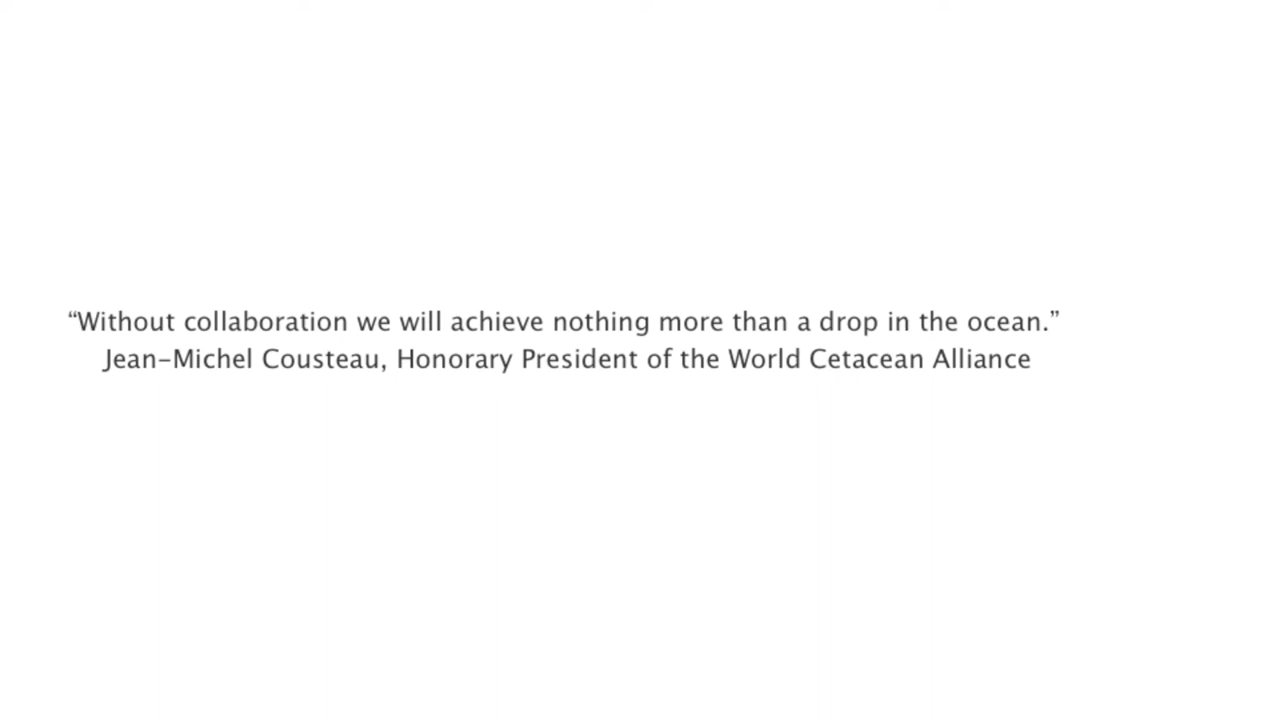 “Without collaboration we will achieve nothing more than a drop in the ocean.”
Jean-Michel Cousteau, Honorary President of the World Cetacean Alliance